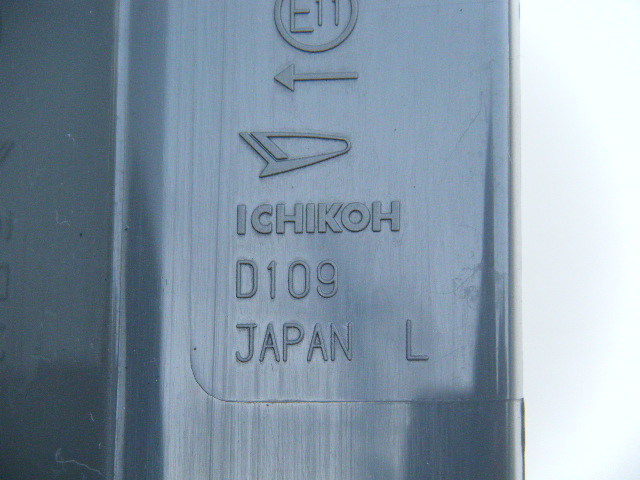 E11
ICHIKOH
D109
JAPAN L